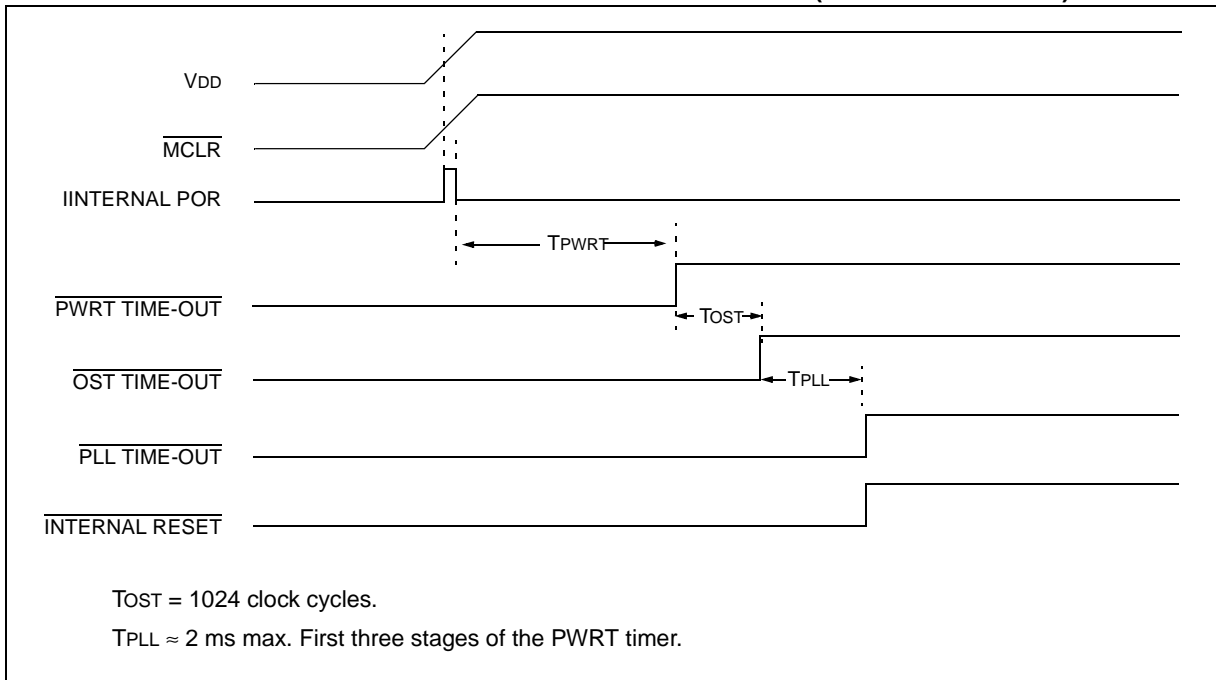 VDD
MCLR
IINTERNAL POR
TPWRT
PWRT TIME-OUT
TOST
OST TIME-OUT
TPLL
PLL TIME-OUT
INTERNAL RESET
TOST = 1024 clock cycles.
TPLL ≈ 2 ms max. First three stages of the PWRT timer.